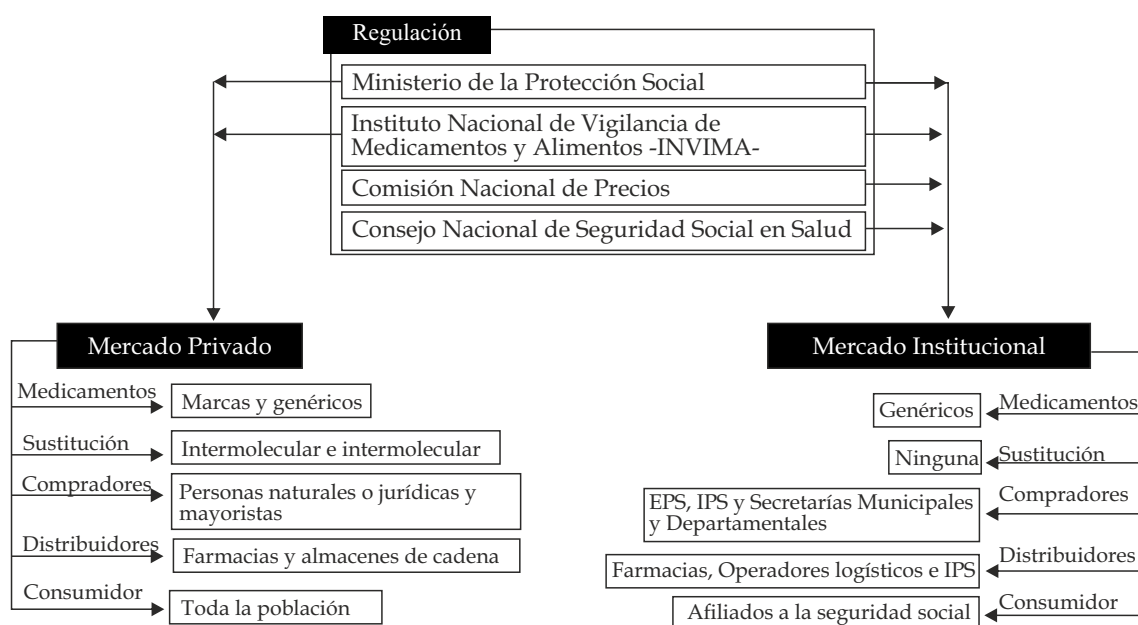 Regulación
Ministerio de la Protección Social
Instituto Nacional de Vigilancia de
Medicamentos y Alimentos -INVIMA-
Comisión Nacional de Precios
Consejo Nacional de Seguridad Social en Salud
Mercado Privado
Medicamentos
Marcas y genéricos
Sustitución
Intermolecular e intermolecular
Compradores
Personas naturales o jurídicas y
mayoristas
Distribuidores
Farmacias y almacenes de cadena
Consumidor
Toda la población
Mercado Institucional
Genéricos
Medicamentos
Ninguna
Sustitución
EPS, IPS y Secretarías Municipales
y Departamentales
Compradores
Farmacias, Operadores logísticos e IPS
Distribuidores
Afiliados a la seguridad social
Consumidor